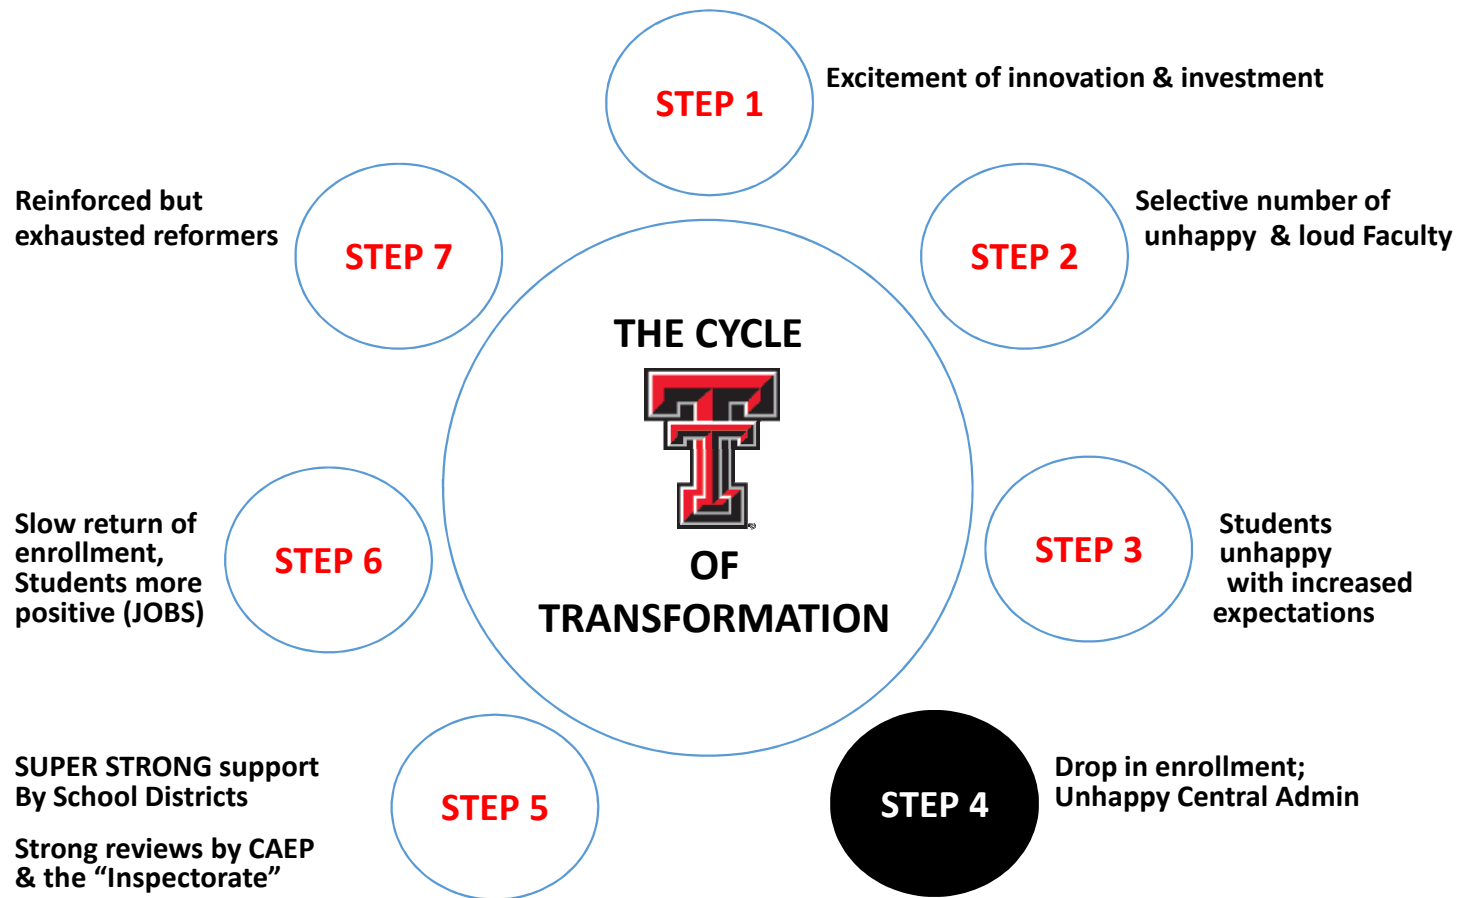 STEP 1
Excitement of innovation & investment
STEP 2
Selective number of
unhappy & loud Faculty
STEP 3
Students
unhappy
with increased
expectations
STEP 4
Drop in enrollment;
Unhappy Central Admin
STEP 5
SUPER STRONG support
By School Districts
Strong reviews by CAEP
& the “Inspectorate”
STEP 6
Slow return of
enrollment,
Students more
positive (JOBS)
STEP 7
Reinforced but
exhausted reformers
THE CYCLE
OF
TRANSFORMATION